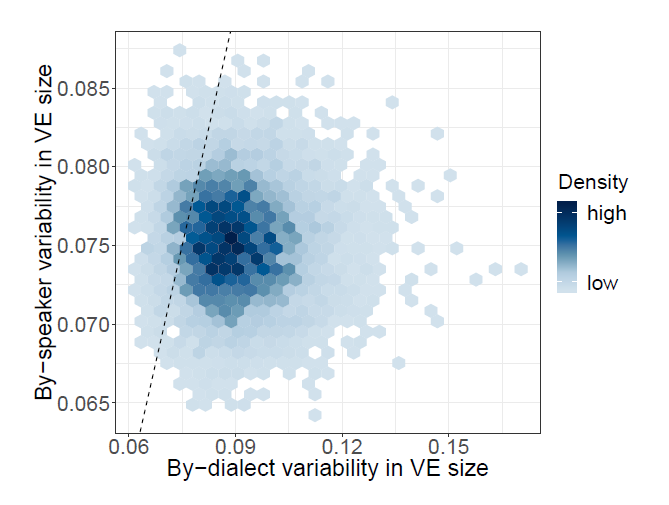 By−speaker variability in VE size
0.085
0.080
0.075
0.070
0.065
0.06 0.09 0.12 0.15
By−dialect variability in VE size
Density
high
low